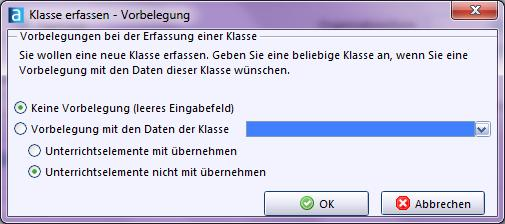 Klasse erfassen - Vorbelegung
Vorbelegungen bei der Erfassung einer Klasse
Sie wollen eine neue Klasse erfassen. Geben Sie eine beliebige Klasse an, wenn Sie eine
Vorbelegung mit den Daten dieser Klasse wünschen.
Keine Vorbelegung (leeres Eingabefeld)
Vorbelegung mit den Daten der Klasse
Unterrichtselemente mit übernehmen
Unterrichtselemente nicht mit übernehmen
OK
Abbrechen